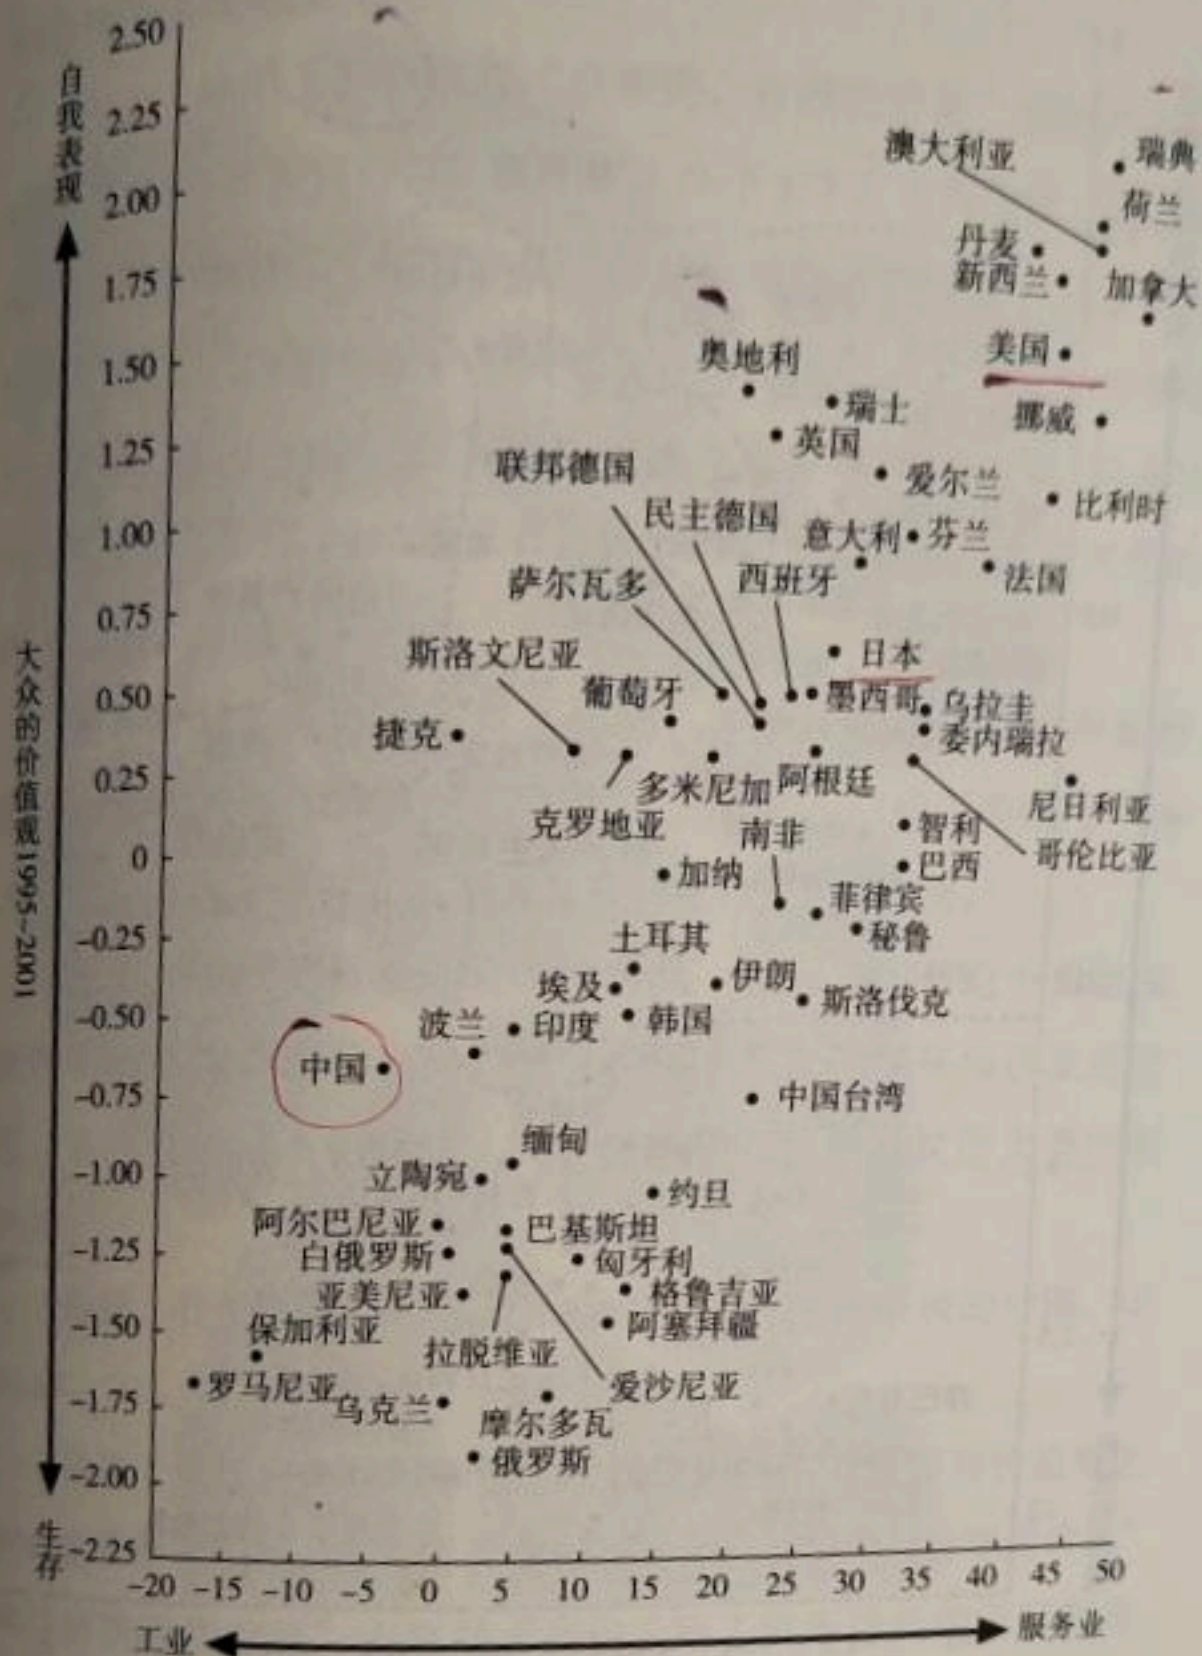 2.50
自我表现
2.25
澳大利亚
瑞典
2.00
荷兰
丹麦
新西兰
1.75
加拿大
美国
1.50
奥地利
瑞士
挪威
英国
1.25
联邦德国
爱尔兰
比利时
民主德国
1.00
意大利
芬兰
萨尔瓦多
西班牙
法国
0.75
大众的价值观1995~2001
斯洛文尼亚
日本
葡萄牙
0.50
墨西哥
乌拉圭
捷克
委内瑞拉
0.25
多米尼加
阿根廷
尼日利亚
克罗地亚
南非
智利
哥伦比亚
0
加纳
巴西
菲律宾
-0.25
土耳其
秘鲁
埃及
伊朗
斯洛伐克
-0.50
波兰
印度
韩国
中国
-0.75
中国台湾
缅甸
-1.00
立陶宛
约旦
阿尔巴尼亚
巴基斯坦
-1.25
白俄罗斯
匈牙利
亚美尼亚
格鲁吉亚
-1.50
保加利亚
阿塞拜疆
拉脱维亚
罗马尼亚
爱沙尼亚
-1.75
乌克兰
摩尔多瓦
俄罗斯
-2.00
生存
-2.25
-20 -15 -10 -5 0 5 10 15 20 25 30 35 40 45 50
工业
服务业